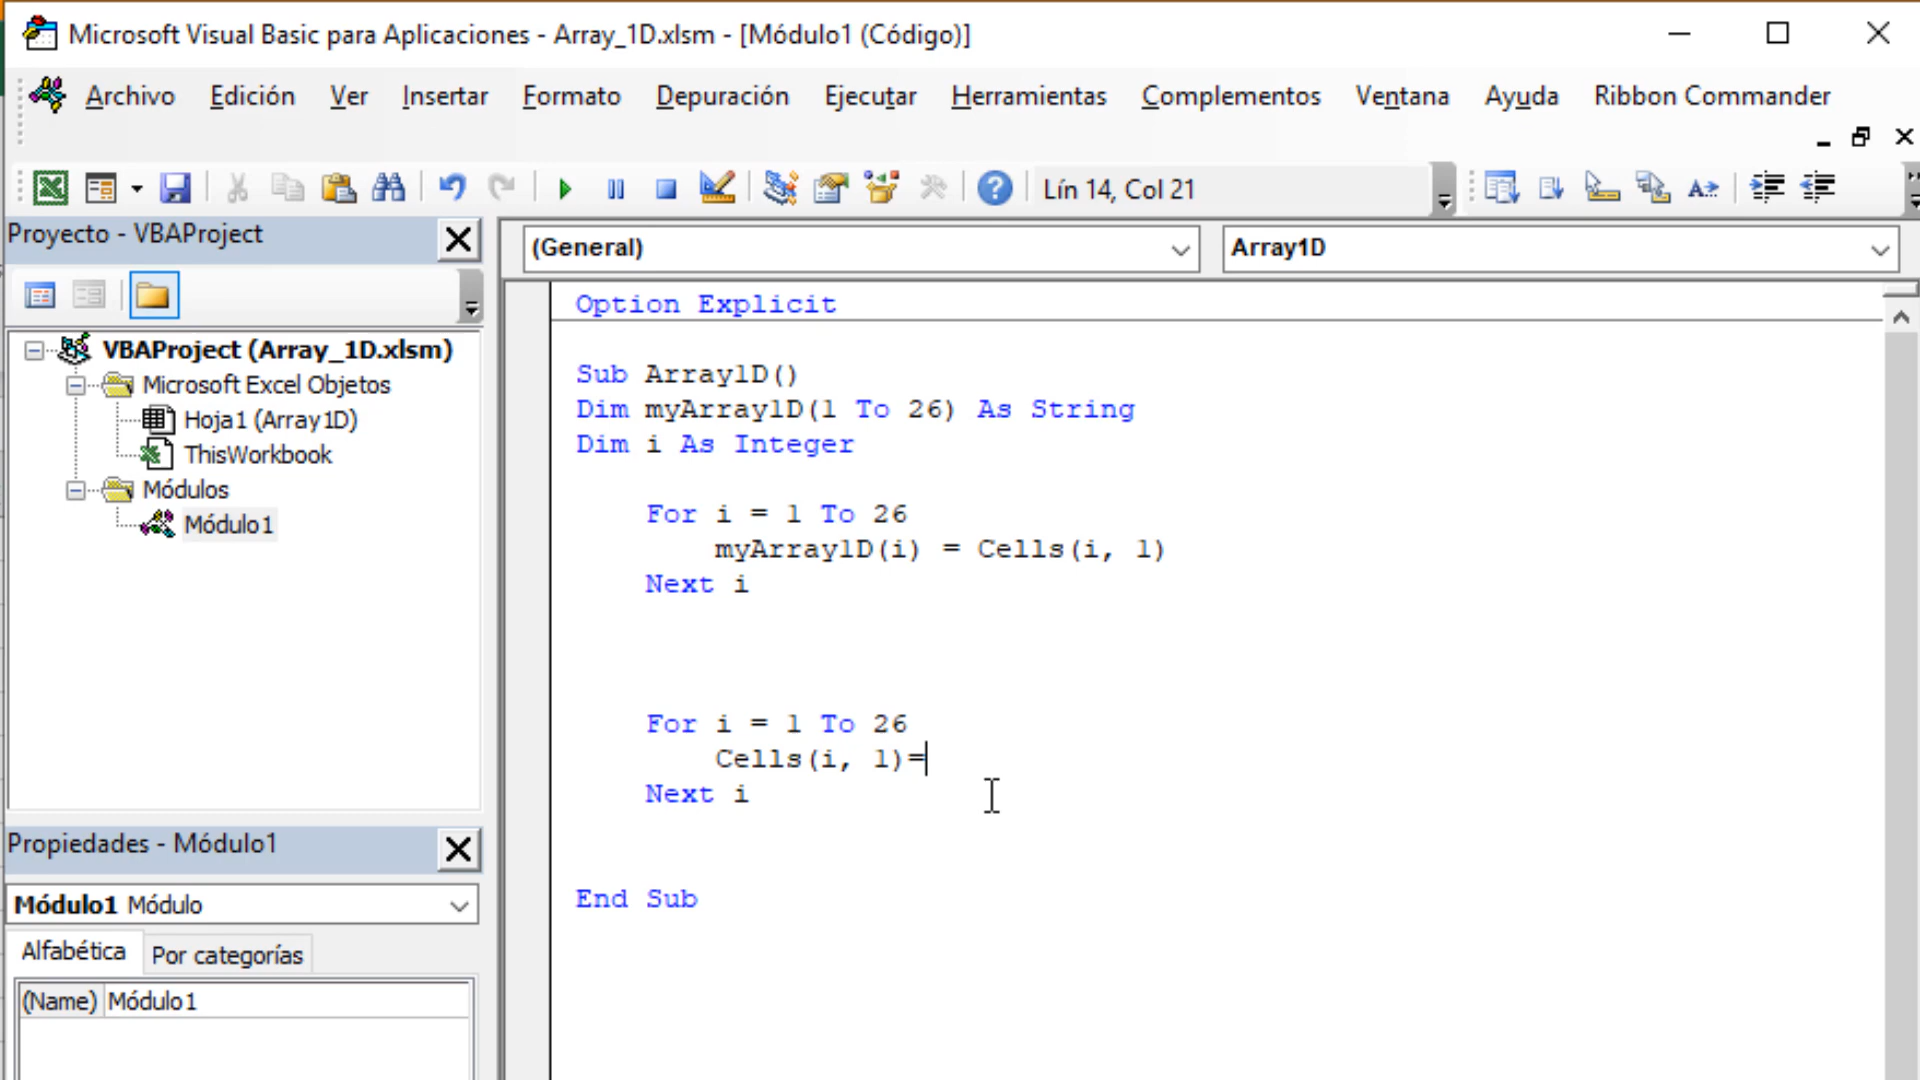 Microsoft Visual Basic para Aplicaciones - Array_1D.xlsm - [Módulo1 (Código)]
Archivo Edición Ver Insertar Formato Depuración Ejecutar Herramientas Complementos Ventana Ayuda Ribbon Commander
Lín 14, Col 21
Proyecto - VBAProject
(General)
Array1D
VBAProject (Array_1D.xlsm)
Microsoft Excel Objetos
Hoja1 (Array1D)
ThisWorkbook
Módulos
Módulo1
Propiedades - Módulo1
Módulo1 Módulo
Alfabética Por categorías
(Name) Módulo1
Option Explicit
Sub Array1D()
Dim myArray1D(1 To 26) As String
Dim i As Integer
For i = 1 To 26
myArray1D(i) = Cells(i, 1)
Next i
For i = 1 To 26
Cells(i, 1)=
Next i
End Sub